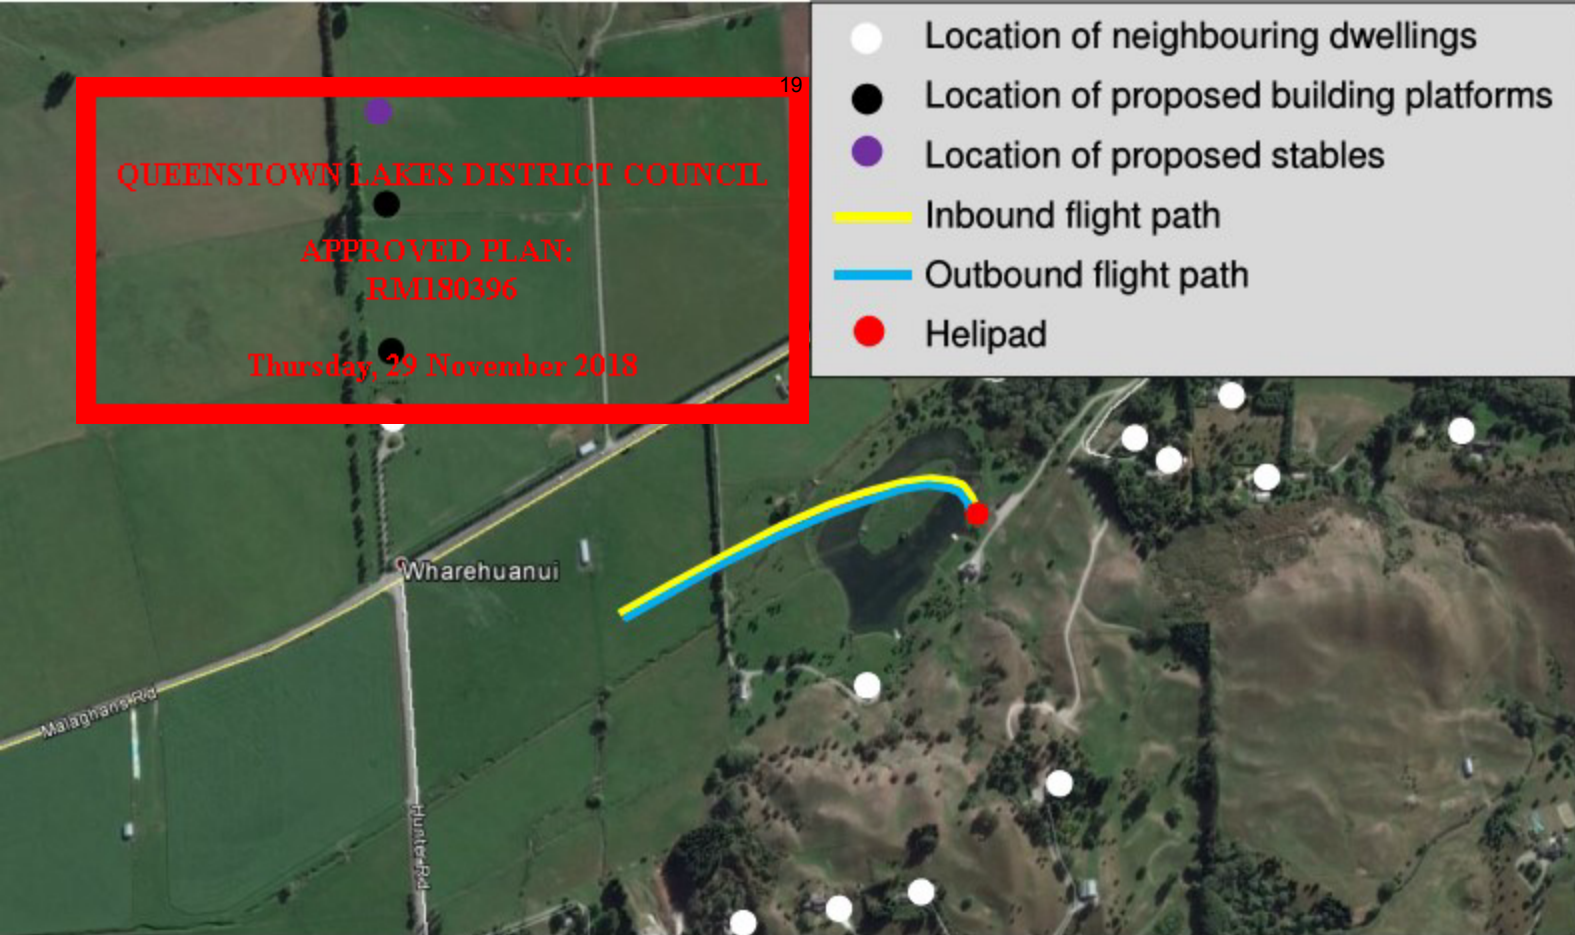 19
QUEENSTOWN LAKES DISTRICT COUNCIL
APPROVED PLAN:
RM180396
Thursday, 29 November 2018
Location of neighbouring dwellings
Location of proposed building platforms
Location of proposed stables
Inbound flight path
Outbound flight path
Helipad
Wharehuanui
Malaghans Rd
Hunter Rd